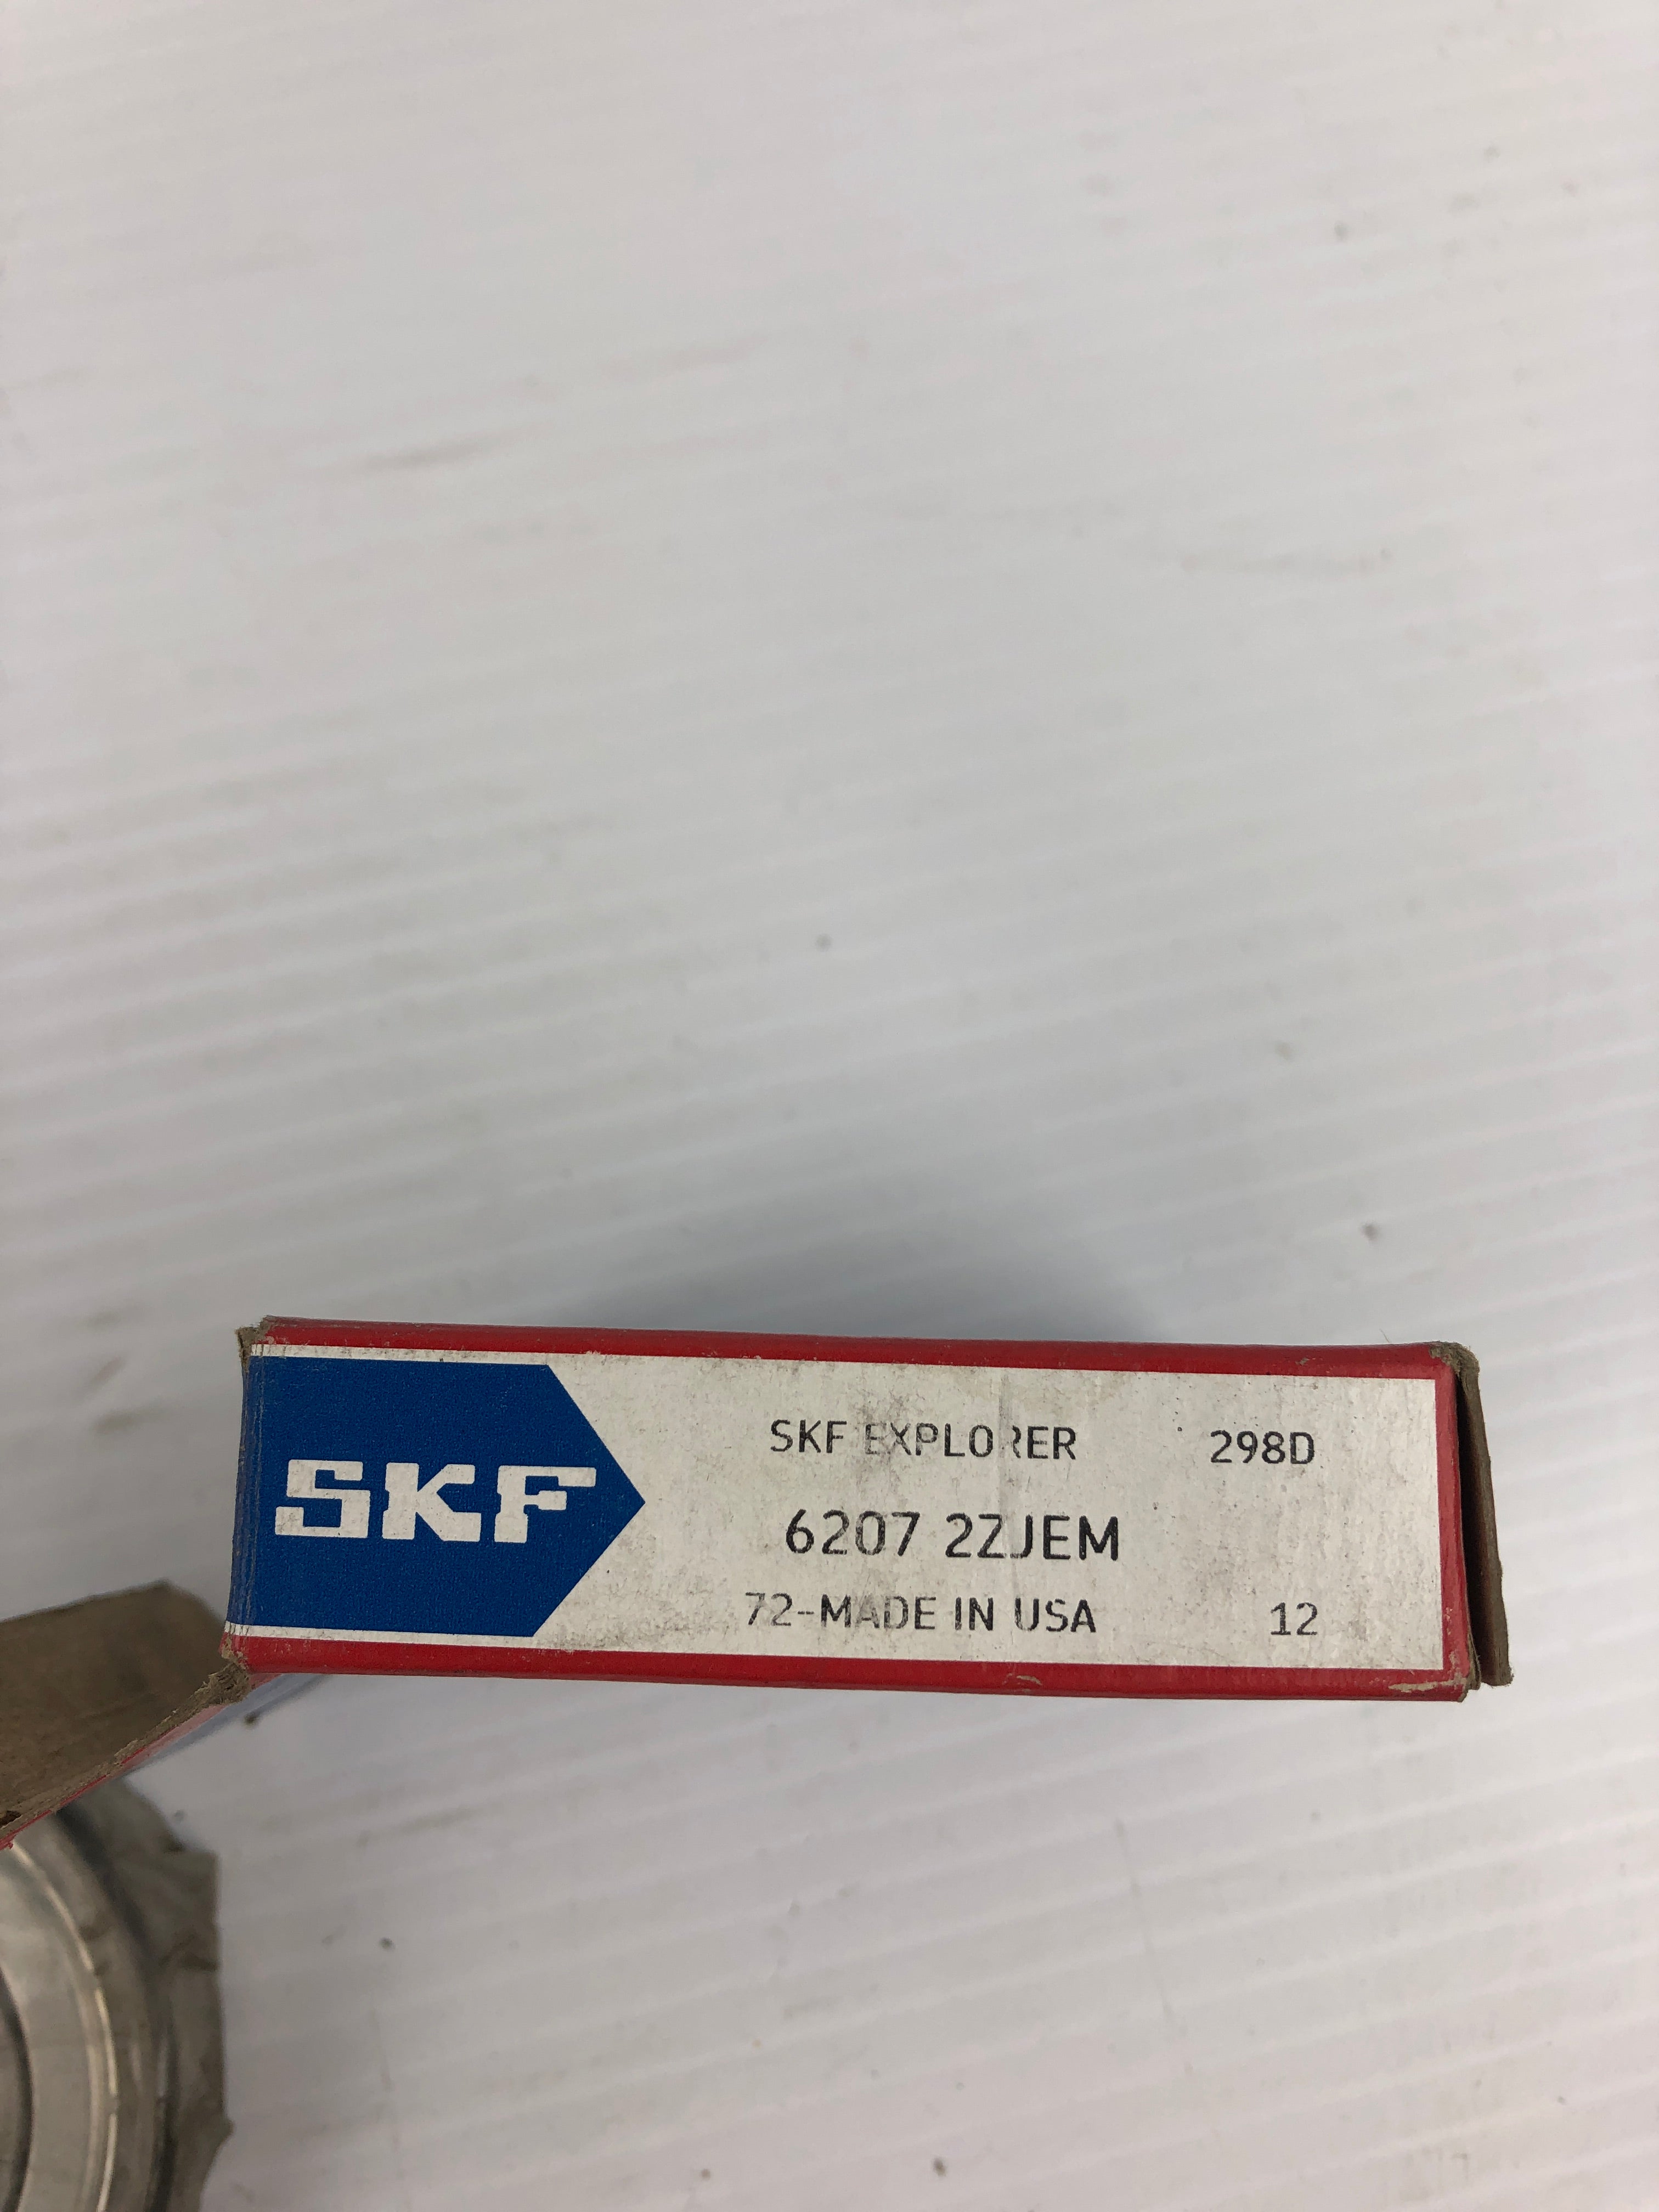 SKF
SKF EXPLORER 298D
6207 2ZJEM
72-MADE IN USA 12